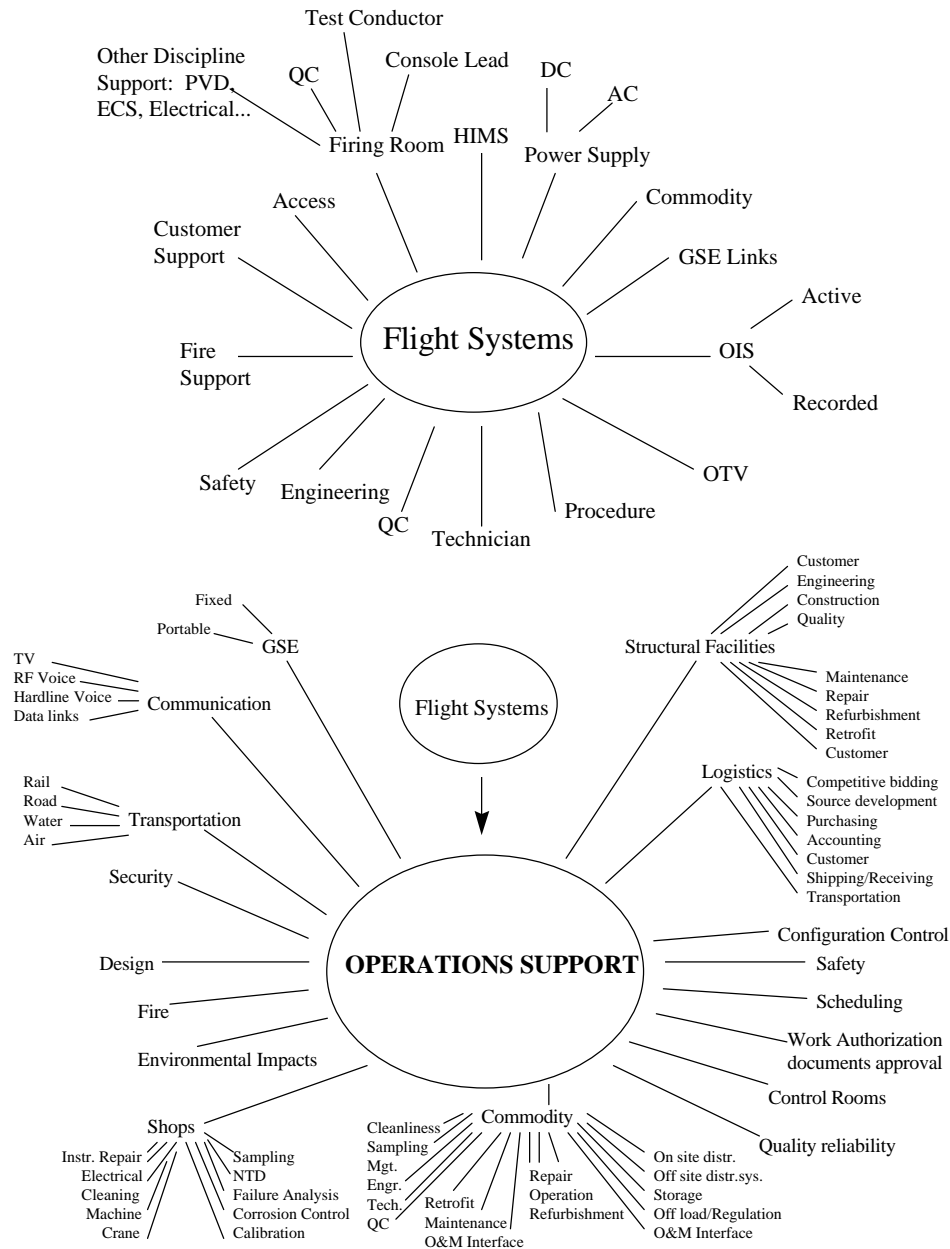 Test Conductor
Other Discipline
Support: PVD,
ECS, Electrical...
QC
Console Lead
DC
AC
Firing Room
HIMS
Power Supply
Access
Commodity
Customer
Support
GSE Links
Active
Flight Systems
Fire
Support
OIS
Recorded
Safety
Engineering
QC
Technician
Procedure
OTV
Fixed
Portable
GSE
TV
RF Voice
Hardline Voice
Data links
Communication
Flight Systems
Customer
Engineering
Construction
Quality
Structural Facilities
Maintenance
Repair
Refurbishment
Retrofit
Customer
Rail
Road
Water
Air
Transportation
Logistics
Competitive bidding
Source development
Purchasing
Accounting
Customer
Shipping/Receiving
Transportation
Security
Design
Fire
Environmental Impacts
OPERATIONS SUPPORT
Configuration Control
Safety
Scheduling
Work Authorization
documents approval
Control Rooms
Quality reliability
Shops
Instr. Repair
Electrical
Cleaning
Machine
Crane
Sampling
NTD
Failure Analysis
Corrosion Control
Calibration
Commodity
Cleanliness
Sampling
Mgt.
Engr.
Tech.
QC
Retrofit
Maintenance
O&M Interface
Repair
Operation
Refurbishment
On site distr.
Off site distr.sys.
Storage
Off load/Regulation
O&M Interface